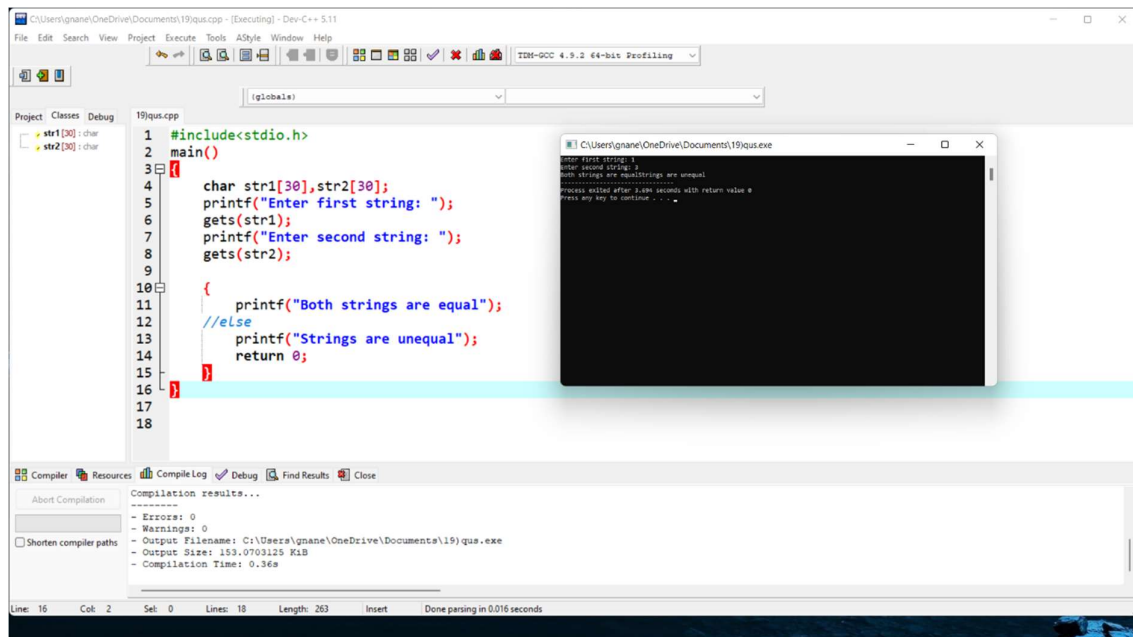 C:\Users\gnane\OneDrive\Documents\19)qus.cpp - [Executing] - Dev-C++ 5.11
File Edit Search View Project Execute Tools AStyle Window Help
TDM-GCC 4.9.2 64-bit Profiling
(globals)
Project Classes Debug
str1 [30] : char
str2 [30] : char
19)qus.cpp
1 #include<stdio.h>
2 main()
3 {
4 char str1[30],str2[30];
5 printf("Enter first string: ");
6 gets(str1);
7 printf("Enter second string: ");
8 gets(str2);
9
10 {
11 printf("Both strings are equal");
12 //else
13 printf("Strings are unequal");
14 return 0;
15 }
16 }
17
18
C:\Users\gnane\OneDrive\Documents\19)qus.exe
Enter first string: 1
Enter second string: 3
Both strings are equalStrings are unequal
--------------------------------
Process exited after 3.694 seconds with return value 0
Press any key to continue . . .
Compiler Resources Compile Log Debug Find Results Close
Abort Compilation
Shorten compiler paths
Compilation results...
--------
- Errors: 0
- Warnings: 0
- Output Filename: C:\Users\gnane\OneDrive\Documents\19)qus.exe
- Output Size: 153.0703125 KiB
- Compilation Time: 0.36s
Line: 16 Col: 2 Sel: 0 Lines: 18 Length: 263 Insert Done parsing in 0.016 seconds